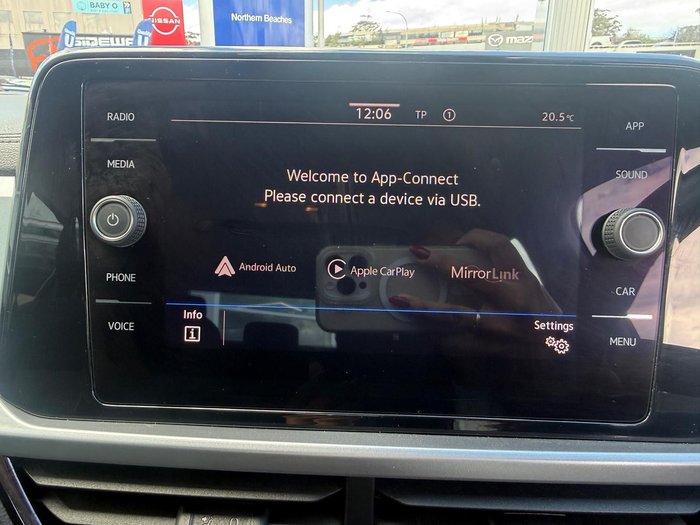 BABY O
NISSAN
Northern Beaches
RADIO
12:06 TP 1 20.5°C
APP
MEDIA
SOUND
Welcome to App-Connect
Please connect a device via USB.
Android Auto
Apple CarPlay
MirrorLink
PHONE
CAR
VOICE
Info
i
Settings
MENU